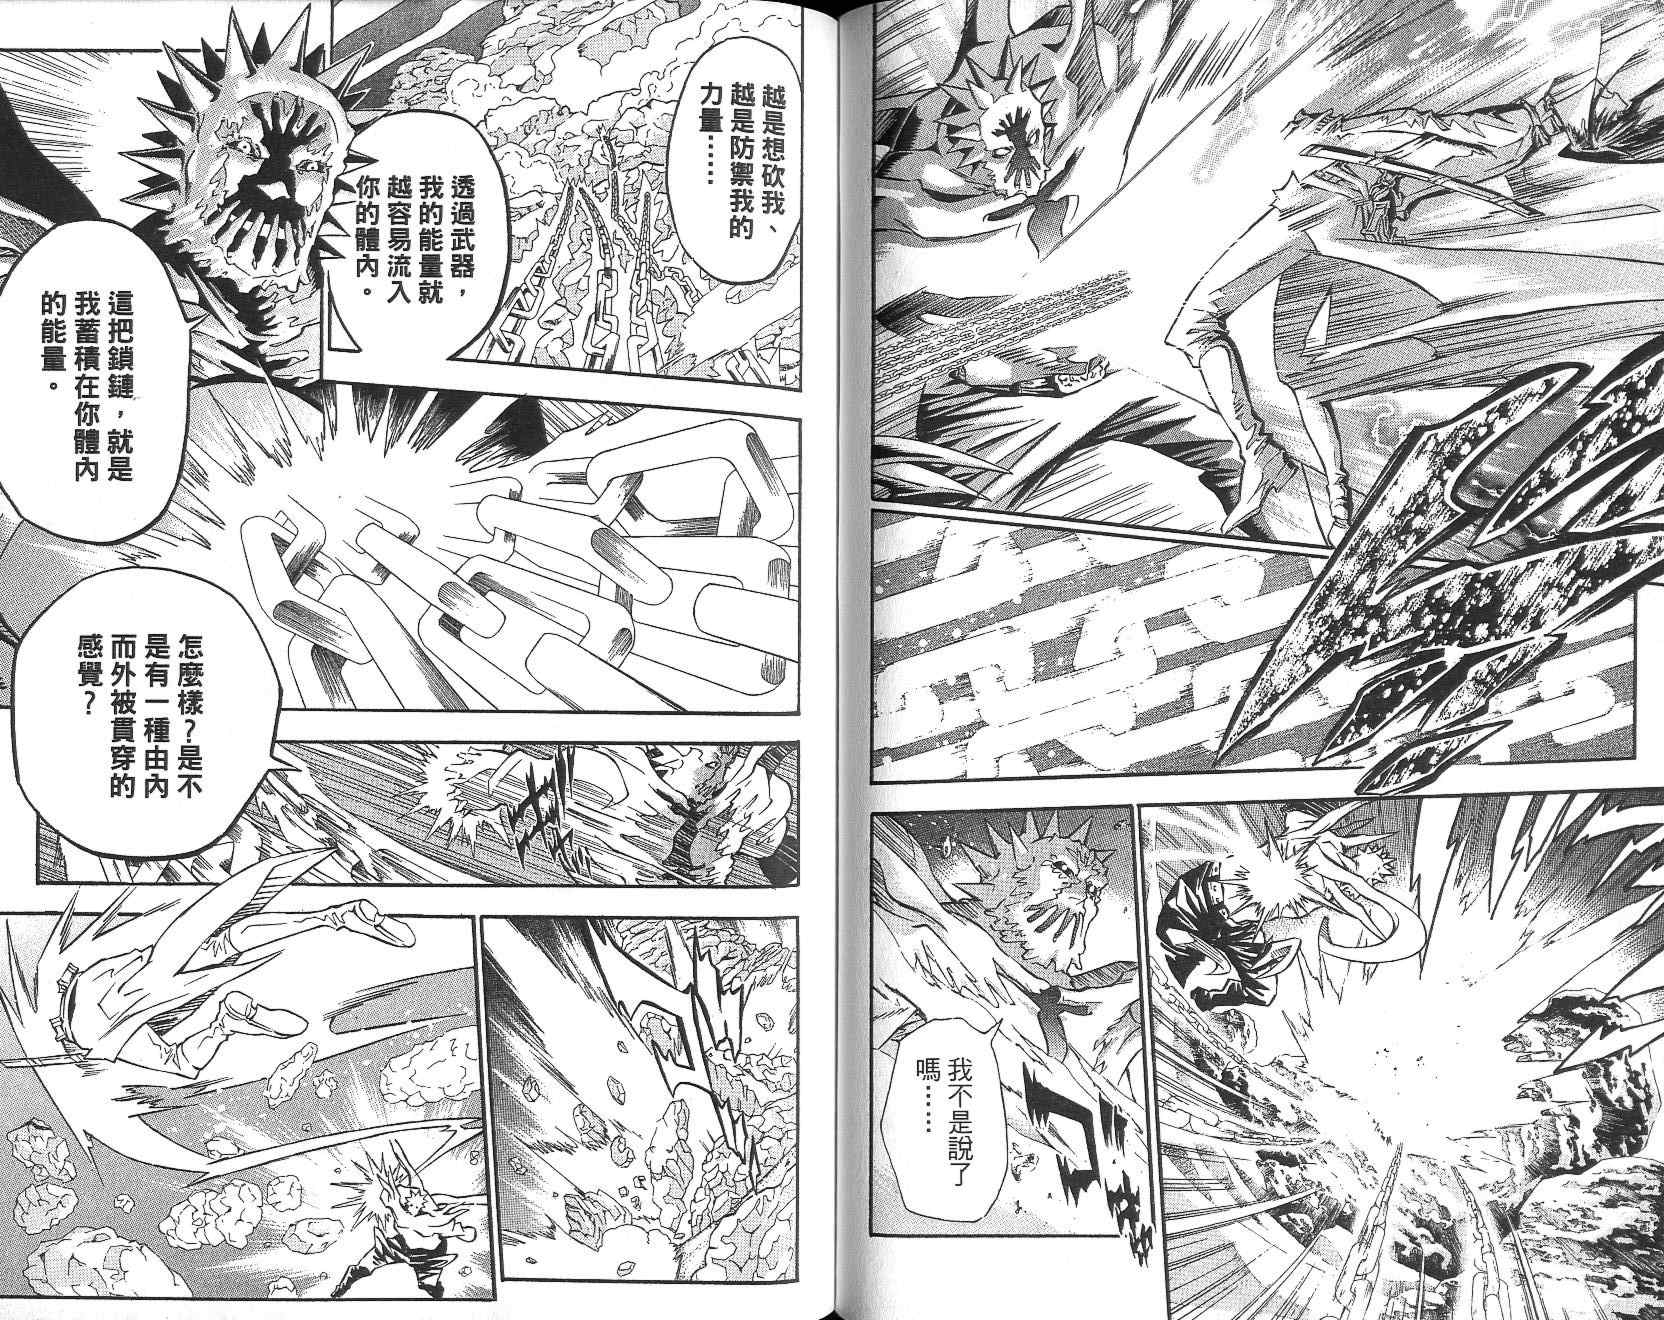 我不是說了
嗎……
越是想砍我、
越是防禦我的
力量……
透過武器，
我的能量就
越容易流入
你的體內。
這把鎖鏈，就是
我蓄積在你體內
的能量。
怎麼樣？是不
是有一種由內
而外被貫穿的
感覺？